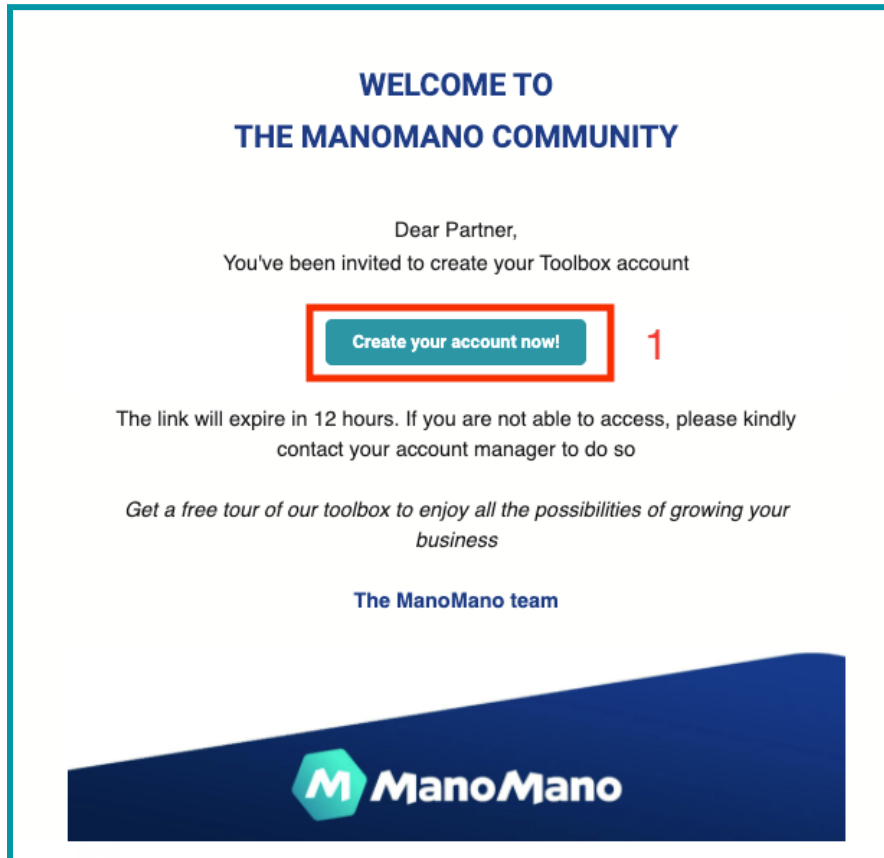 WELCOME TO
THE MANOMANO COMMUNITY
Dear Partner,
You've been invited to create your Toolbox account
Create your account now!
1
The link will expire in 12 hours. If you are not able to access, please kindly
contact your account manager to do so
Get a free tour of our toolbox to enjoy all the possibilities of growing your
business
The ManoMano team
M ManoMano